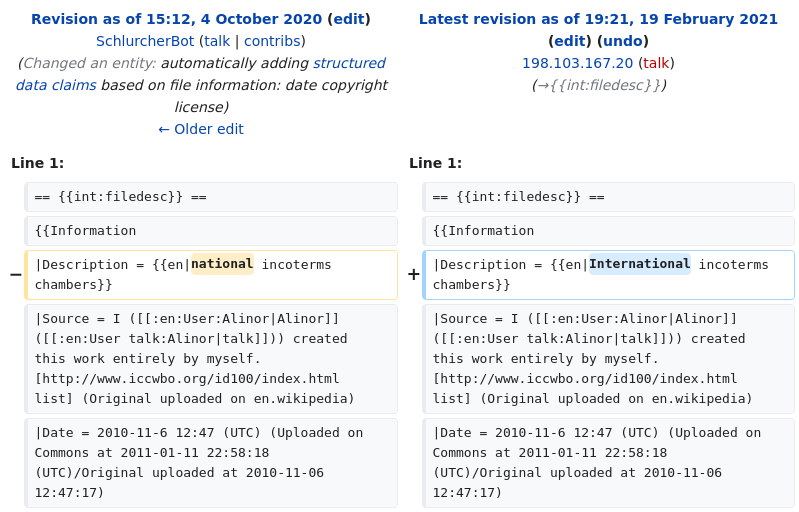 Revision as of 15:12, 4 October 2020 (edit)
SchlurcherBot (talk | contribs)
(Changed an entity: automatically adding structured
data claims based on file information: date copyright
license)
← Older edit
Latest revision as of 19:21, 19 February 2021
(edit) (undo)
198.103.167.20 (talk)
(→{{int:filedesc}})
Line 1:
Line 1:
== {{int:filedesc}} ==
== {{int:filedesc}} ==
{{Information
{{Information
− |Description = {{en|national incoterms
chambers}}
+ |Description = {{en|International incoterms
chambers}}
|Source = I ([[:en:User:Alinor|Alinor]]
([[:en:User talk:Alinor|talk]])) created
this work entirely by myself.
[http://www.iccwbo.org/id100/index.html
list] (Original uploaded on en.wikipedia)
|Source = I ([[:en:User:Alinor|Alinor]]
([[:en:User talk:Alinor|talk]])) created
this work entirely by myself.
[http://www.iccwbo.org/id100/index.html
list] (Original uploaded on en.wikipedia)
|Date = 2010-11-6 12:47 (UTC) (Uploaded on
Commons at 2011-01-11 22:58:18
(UTC)/Original uploaded at 2010-11-06
12:47:17)
|Date = 2010-11-6 12:47 (UTC) (Uploaded on
Commons at 2011-01-11 22:58:18
(UTC)/Original uploaded at 2010-11-06
12:47:17)